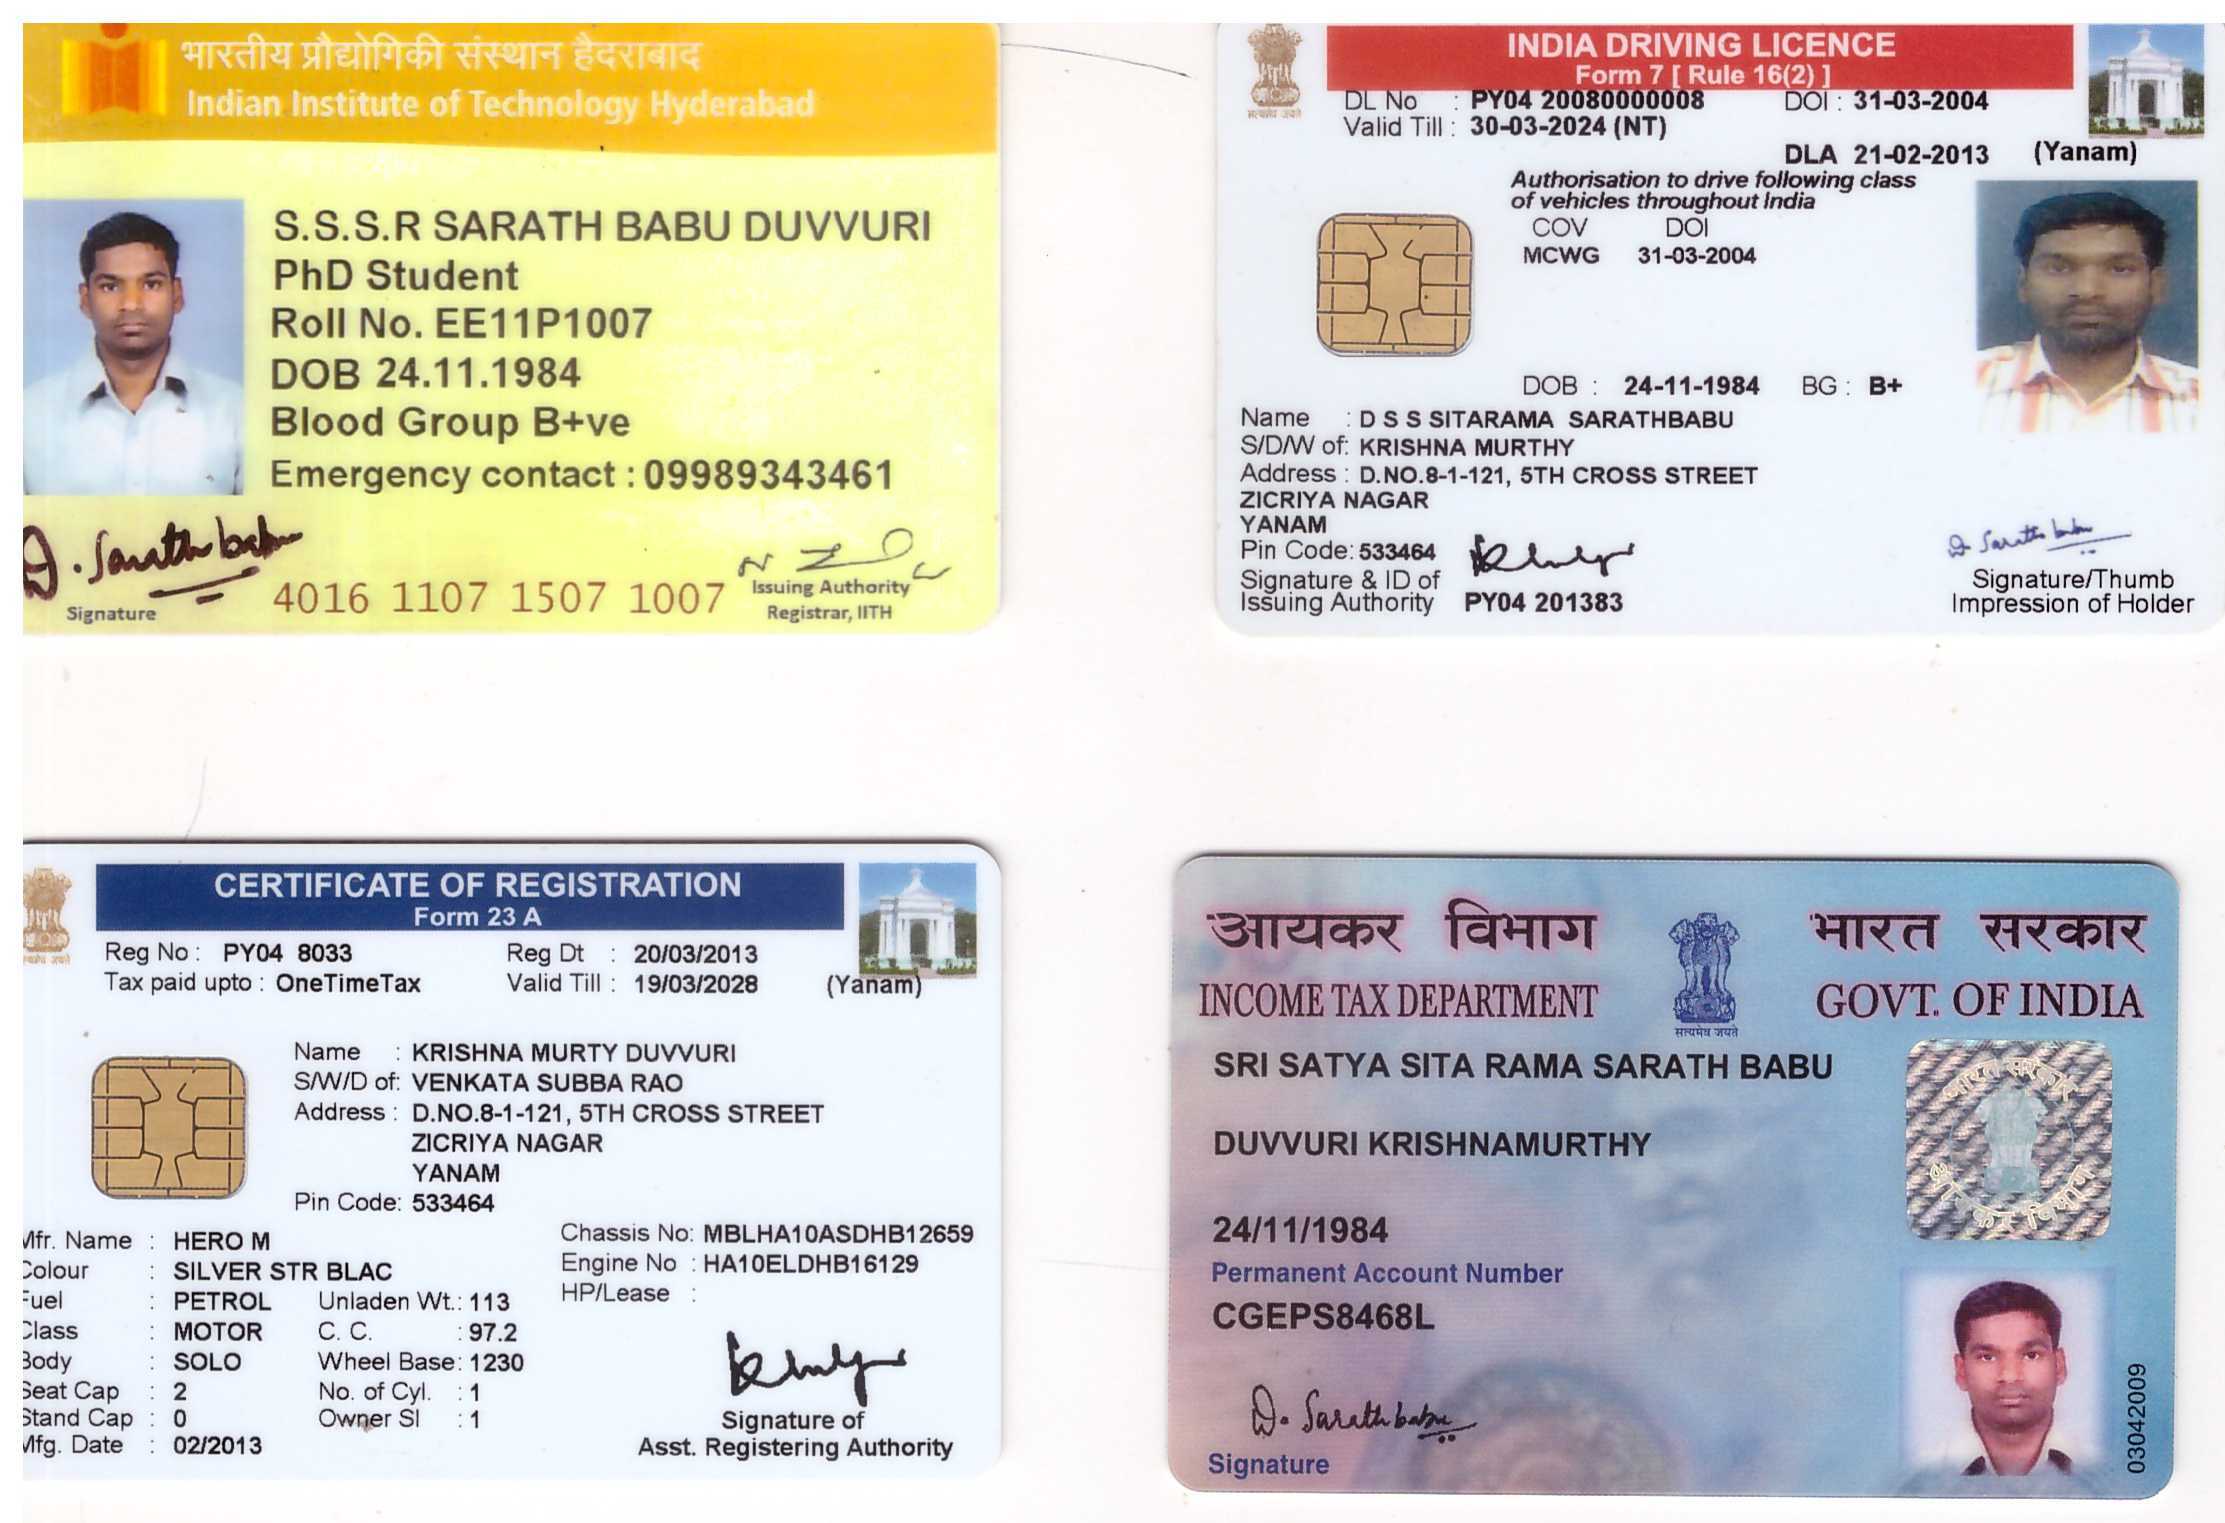 भारतीय प्रौद्योगिकी संस्थान हैदराबाद
Indian Institute of Technology Hyderabad
S.S.S.R SARATH BABU DUVVURI
PhD Student
Roll No. EE11P1007
DOB 24.11.1984
Blood Group B+ve
Emergency contact : 09989343461
D. Sarath babu
Signature
4016 1107 1507 1007
Issuing Authority
Registrar, IITH
INDIA DRIVING LICENCE
Form 7 [ Rule 16(2) ]
DL No : PY04 20080000008 DOI : 31-03-2004
Valid Till : 30-03-2024 (NT)
DLA 21-02-2013 (Yanam)
Authorisation to drive following class
of vehicles throughout India
COV DOI
MCWG 31-03-2004
DOB : 24-11-1984 BG : B+
Name : D S S SITARAMA SARATHBABU
S/D/W of: KRISHNA MURTHY
Address : D.NO.8-1-121, 5TH CROSS STREET
ZICRIYA NAGAR
YANAM
Pin Code: 533464
Signature & ID of
Issuing Authority PY04 201383
D. Sarath babu
Signature/Thumb
Impression of Holder
सत्यमेव जयते
CERTIFICATE OF REGISTRATION
Form 23 A
Reg No : PY04 8033 Reg Dt : 20/03/2013
Tax paid upto : OneTimeTax Valid Till : 19/03/2028 (Yanam)
Name : KRISHNA MURTY DUVVURI
S/W/D of: VENKATA SUBBA RAO
Address : D.NO.8-1-121, 5TH CROSS STREET
ZICRIYA NAGAR
YANAM
Pin Code: 533464
Mfr. Name : HERO M Chassis No: MBLHA10ASDHB12659
Colour : SILVER STR BLAC Engine No : HA10ELDHB16129
Fuel : PETROL Unladen Wt.: 113 HP/Lease :
Class : MOTOR C. C. : 97.2
Body : SOLO Wheel Base: 1230
Seat Cap : 2 No. of Cyl. : 1
Stand Cap : 0 Owner Sl : 1
Mfg. Date : 02/2013
Signature of
Asst. Registering Authority
आयकर विभाग भारत सरकार
INCOME TAX DEPARTMENT GOVT. OF INDIA
सत्यमेव जयते
SRI SATYA SITA RAMA SARATH BABU
DUVVURI KRISHNAMURTHY
24/11/1984
Permanent Account Number
CGEPS8468L
D. Sarath babu
Signature
भारत सरकार
आयकर विभाग
03042009